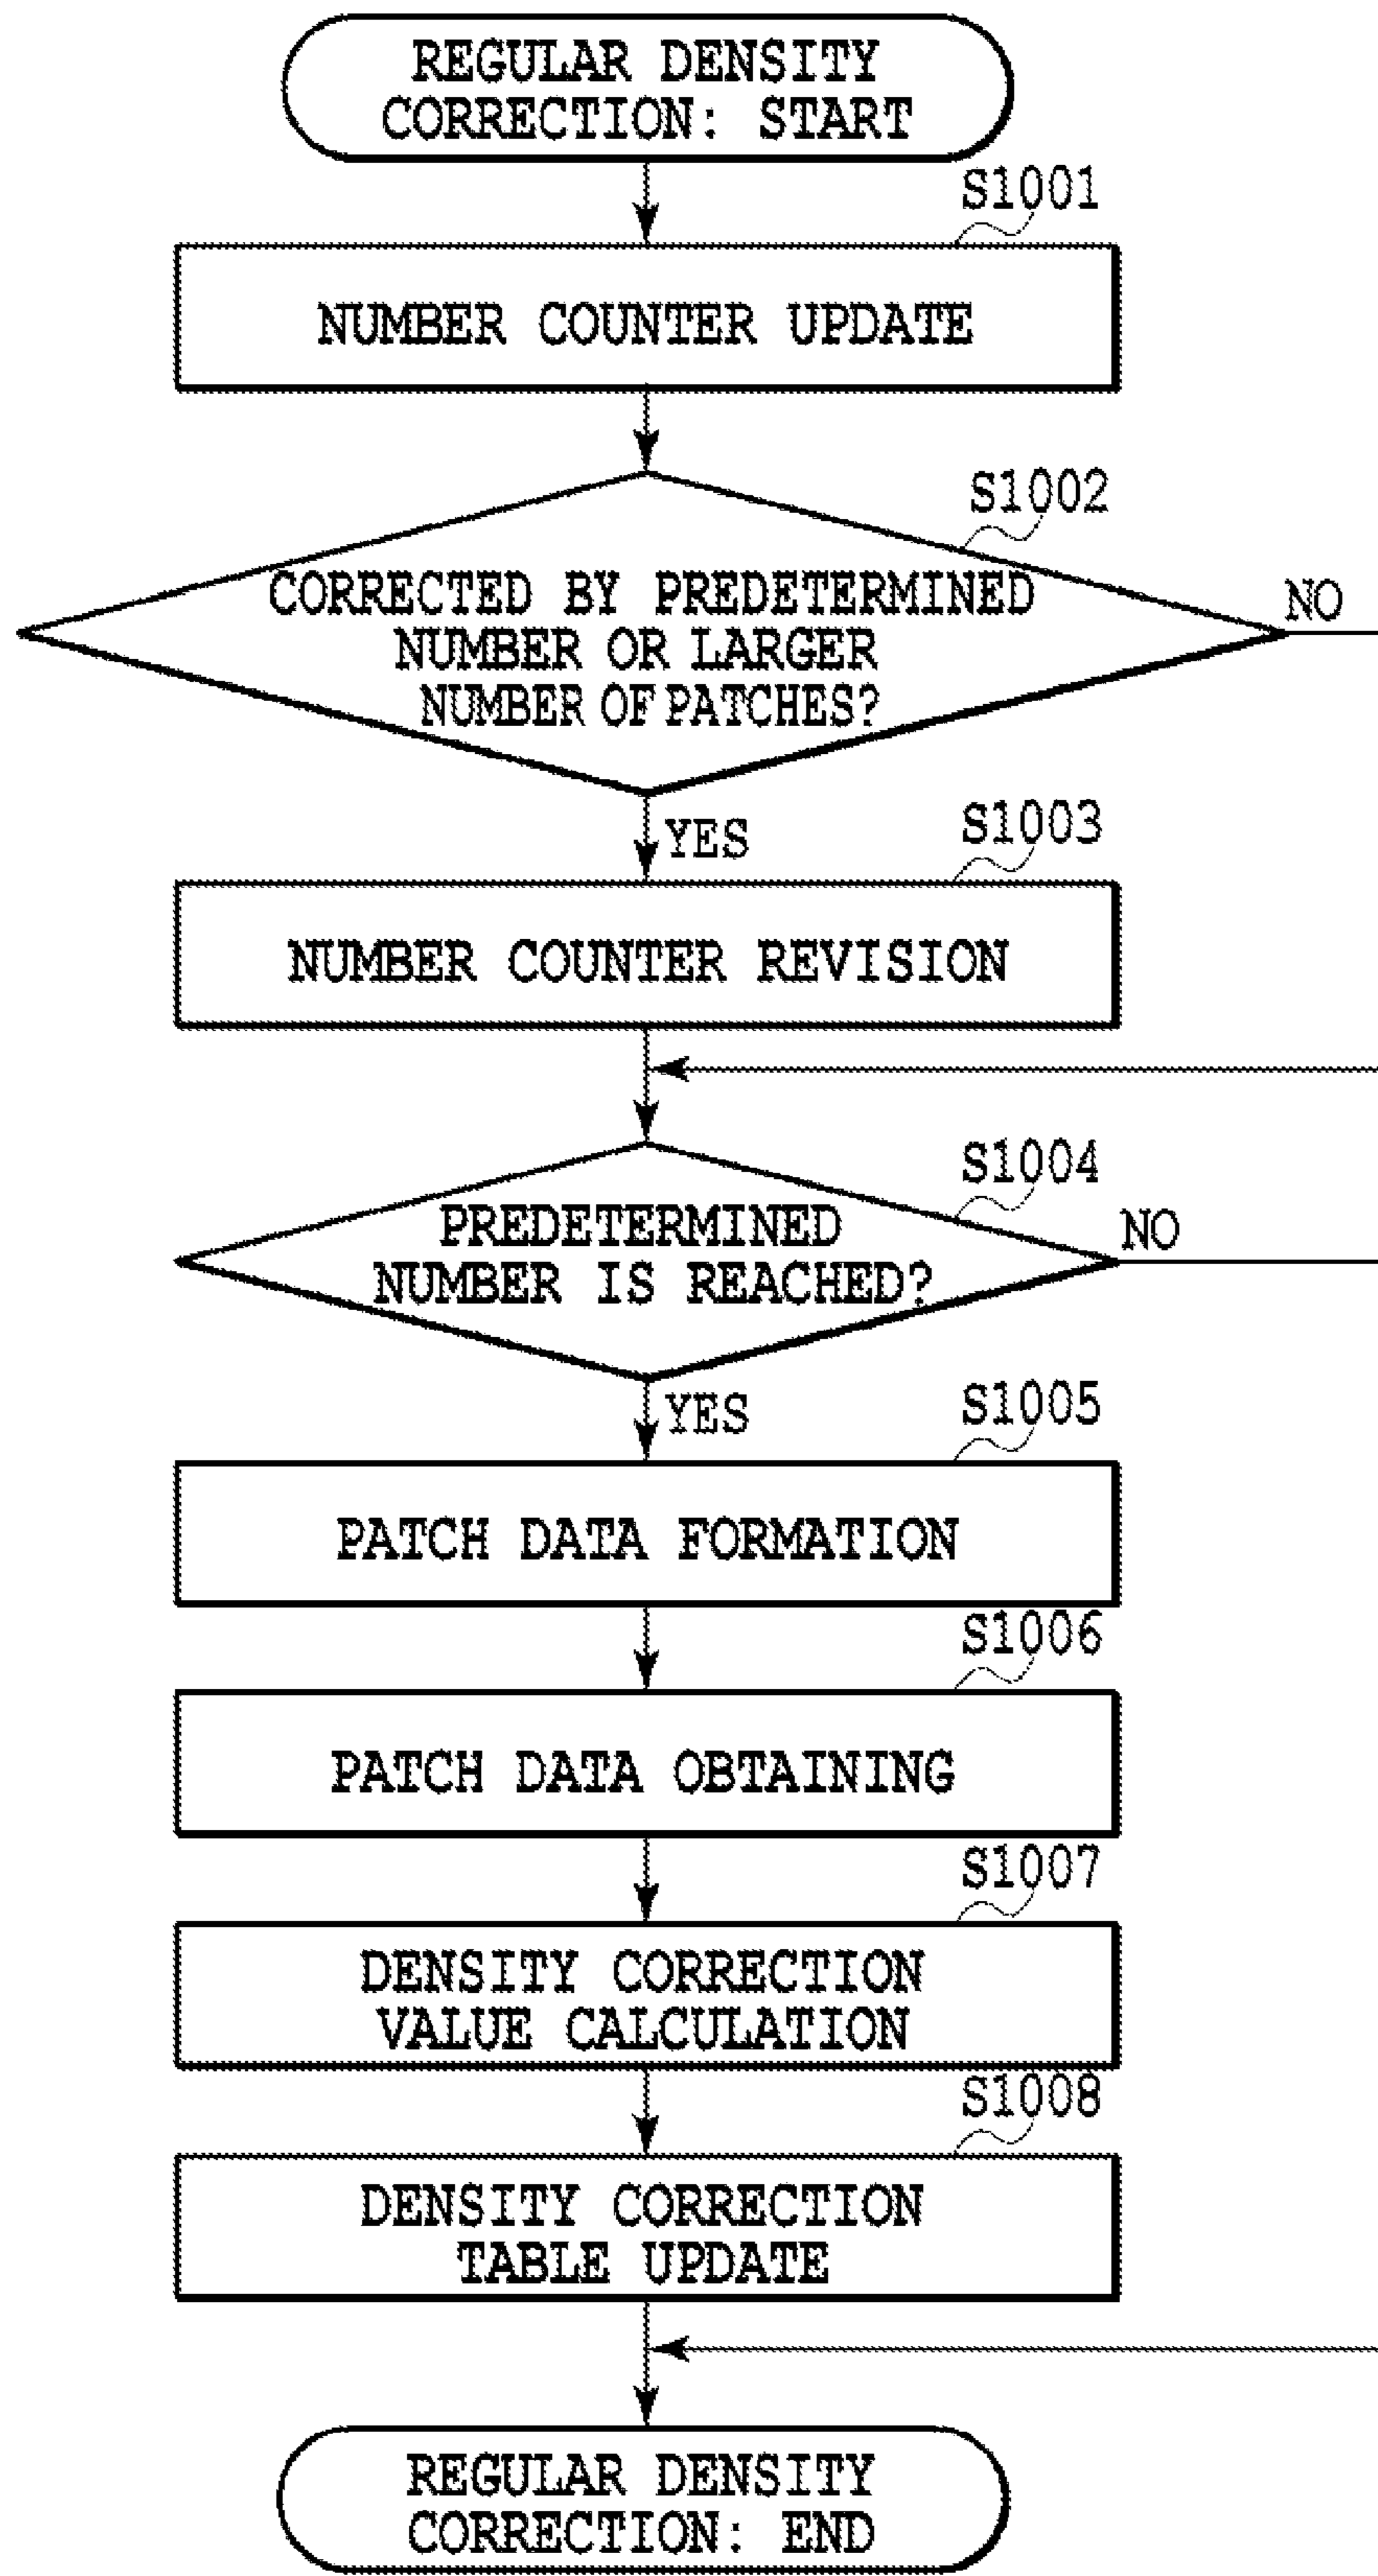 REGULAR DENSITY
CORRECTION: START
S1001
NUMBER COUNTER UPDATE
S1002
CORRECTED BY PREDETERMINED
NUMBER OR LARGER
NUMBER OF PATCHES?
NO
YES
S1003
NUMBER COUNTER REVISION
S1004
PREDETERMINED
NUMBER IS REACHED?
NO
YES
S1005
PATCH DATA FORMATION
S1006
PATCH DATA OBTAINING
S1007
DENSITY CORRECTION
VALUE CALCULATION
S1008
DENSITY CORRECTION
TABLE UPDATE
REGULAR DENSITY
CORRECTION: END